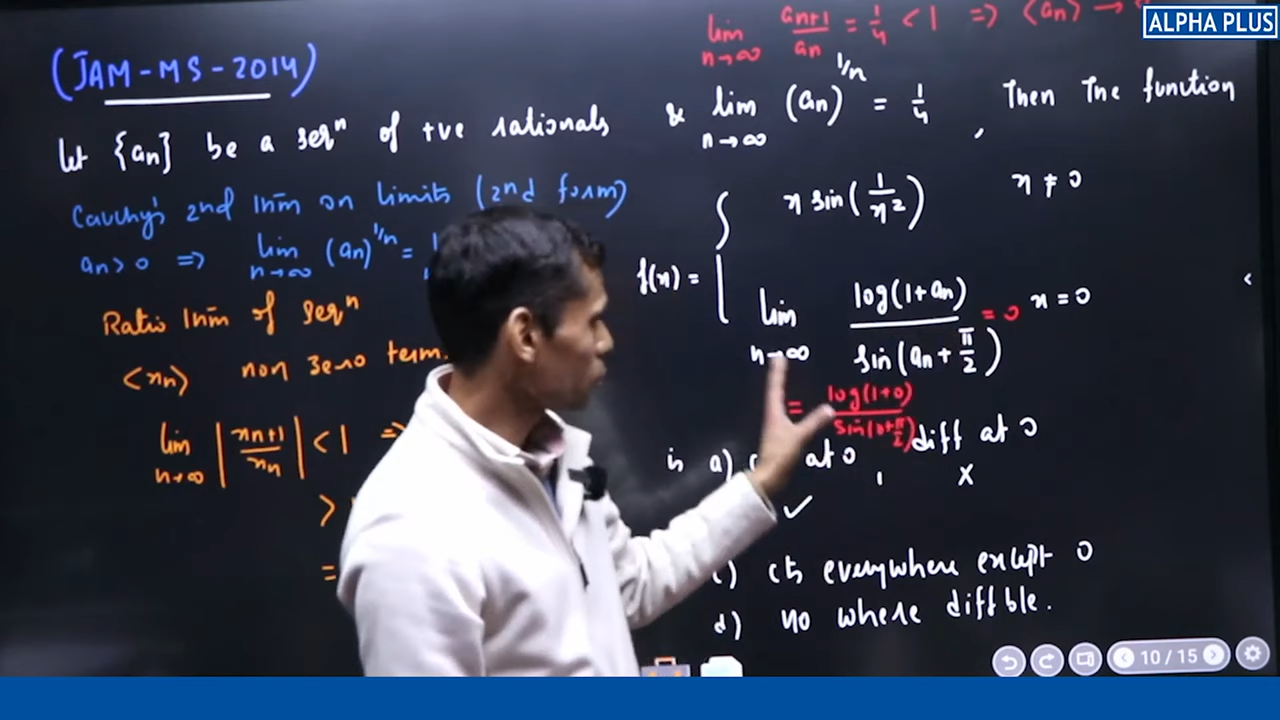 ALPHA PLUS
(JAM-MS-2014)
Let {an} be a seqⁿ of +ve rationals
Cauchy's 2nd Thm on Limits (2nd form)
an>0 ⇒ lim n→∞ (an)^1/n =
Ratio Thm of seqⁿ
<xn> non zero term
lim n→∞ |xn+1/xn| < 1 ⇒
>
=
lim n→∞ an+1/an = 1/4 < 1 ⇒ <an> →
& lim n→∞ (an)^1/n = 1/4, Then The function
f(x) = { x sin(1/x²) x ≠ 0
lim n→∞ log(1+an)/sin(an+π/2) = 0 x = 0
= log(1+0)/sin(0+π/2)
is a) at 0, diff at 0
✓ X
c) cts everywhere except 0
d) no where diffble.
10 / 15